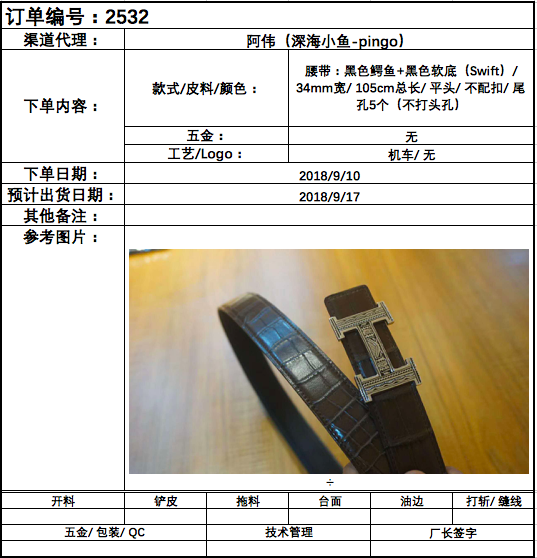 订单编号：2532
渠道代理：
阿伟（深海小鱼-pingo）
下单内容：
款式/皮料/颜色：
腰带：黑色鳄鱼+黑色软底（Swift）/
34mm宽/ 105cm总长/ 平头/ 不配扣/ 尾
孔5个（不打头孔）
五金：
无
工艺/Logo：
机车/ 无
下单日期：
2018/9/10
预计出货日期：
2018/9/17
其他备注：
参考图片：
÷
开料
铲皮
拖料
台面
油边
打斩/ 缝线
五金/ 包装/ QC
技术管理
厂长签字